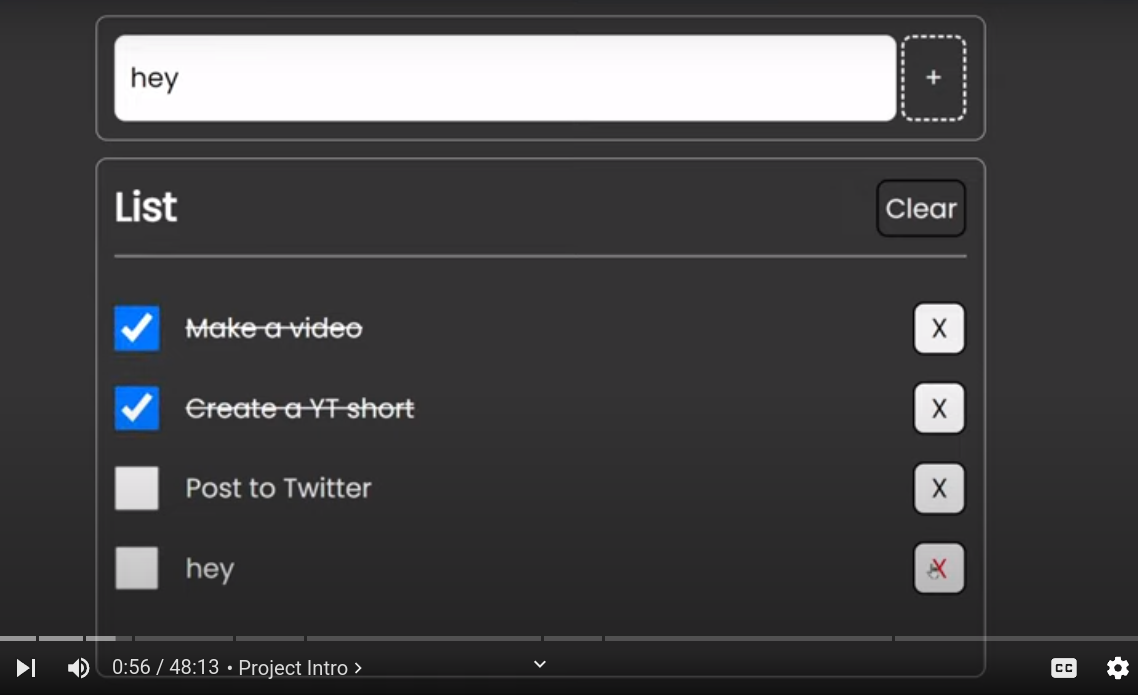 hey
+
List
Clear
Make a video
X
Create a YT short
X
Post to Twitter
X
hey
X
0:56 / 48:13 • Project Intro >
CC